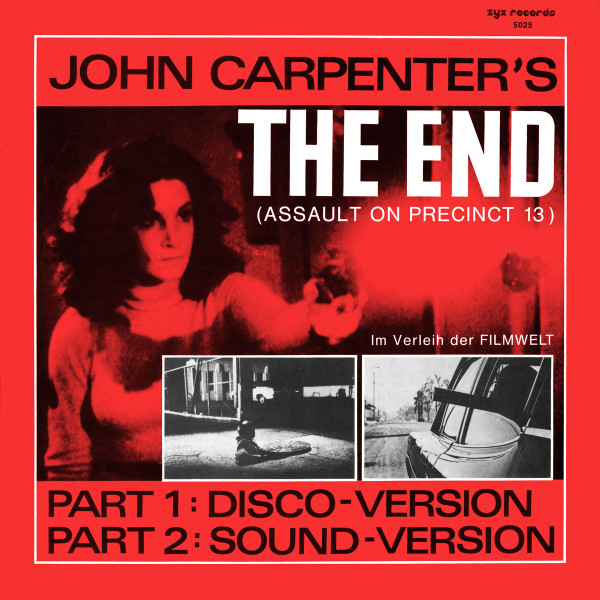 zyx records
5025
JOHN CARPENTER'S
THE END
(ASSAULT ON PRECINCT 13)
Im Verleih der FILMWELT
PART 1: DISCO-VERSION
PART 2: SOUND-VERSION